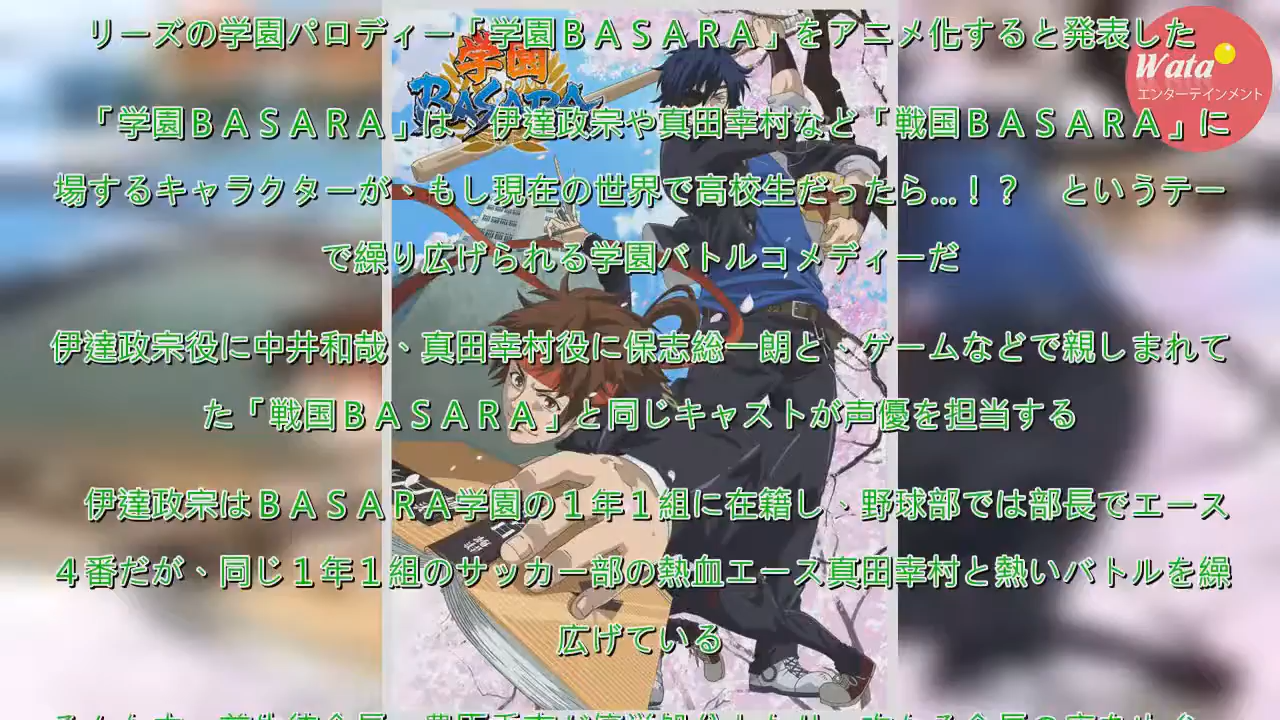 リーズの学園パロディー「学園ＢＡＳＡＲＡ」をアニメ化すると発表した
学園
BASARA
Wata
エンターテインメント
「学園ＢＡＳＡＲＡ」は、伊達政宗や真田幸村など「戦国ＢＡＳＡＲＡ」に
場するキャラクターが、もし現在の世界で高校生だったら…！？　というテー
で繰り広げられる学園バトルコメディーだ
伊達政宗役に中井和哉、真田幸村役に保志総一朗と、ゲームなどで親しまれて
た「戦国ＢＡＳＡＲＡ」と同じキャストが声優を担当する
伊達政宗はＢＡＳＡＲＡ学園の１年１組に在籍し、野球部では部長でエース
４番だが、同じ１年１組のサッカー部の熱血エース真田幸村と熱いバトルを繰
広げている